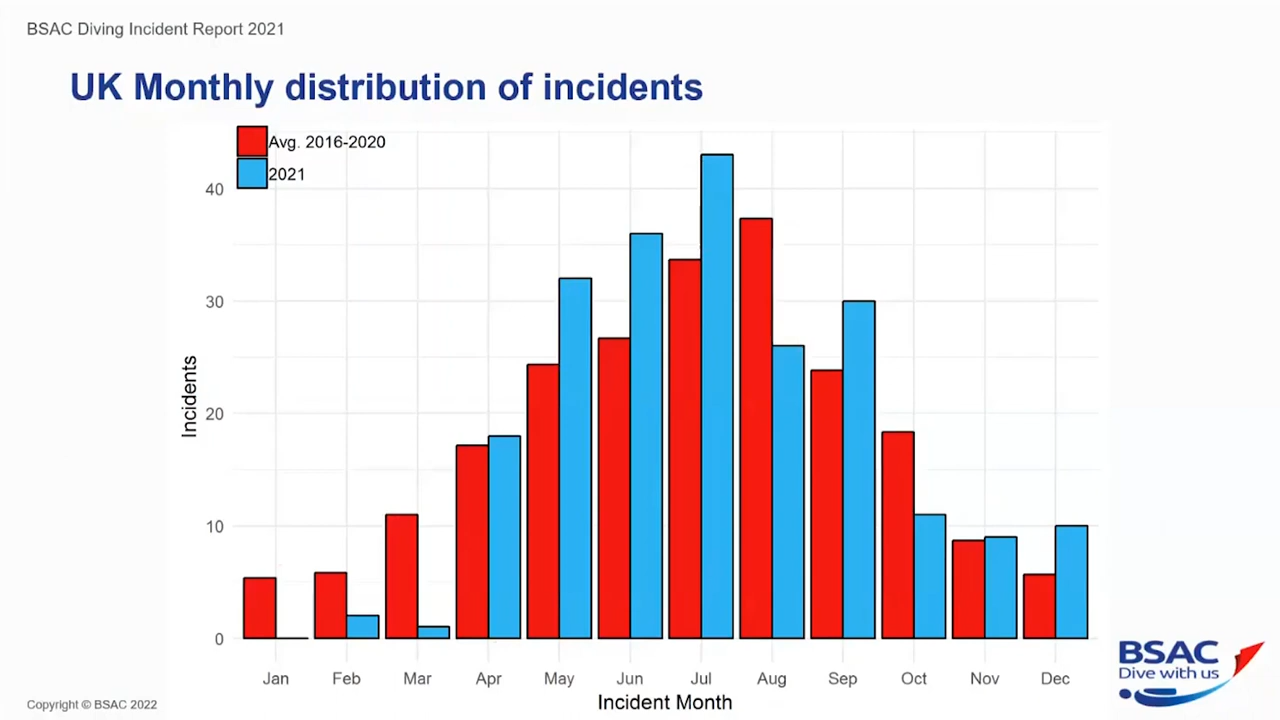 BSAC Diving Incident Report 2021
UK Monthly distribution of incidents
Avg. 2016-2020
2021
40
30
20
10
0
Incidents
Jan Feb Mar Apr May Jun Jul Aug Sep Oct Nov Dec
Incident Month
BSAC
Dive with us
Copyright © BSAC 2022